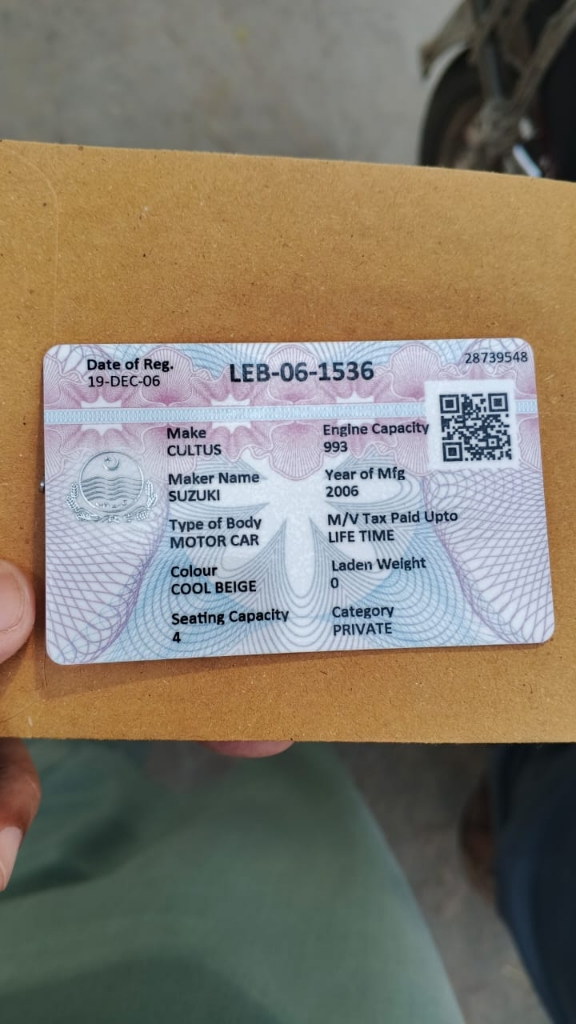 Date of Reg.
19-DEC-06
LEB-06-1536
28739548
Make
CULTUS
Engine Capacity
993
Maker Name
SUZUKI
Year of Mfg
2006
Type of Body
MOTOR CAR
M/V Tax Paid Upto
LIFE TIME
Colour
COOL BEIGE
Laden Weight
0
Seating Capacity
4
Category
PRIVATE